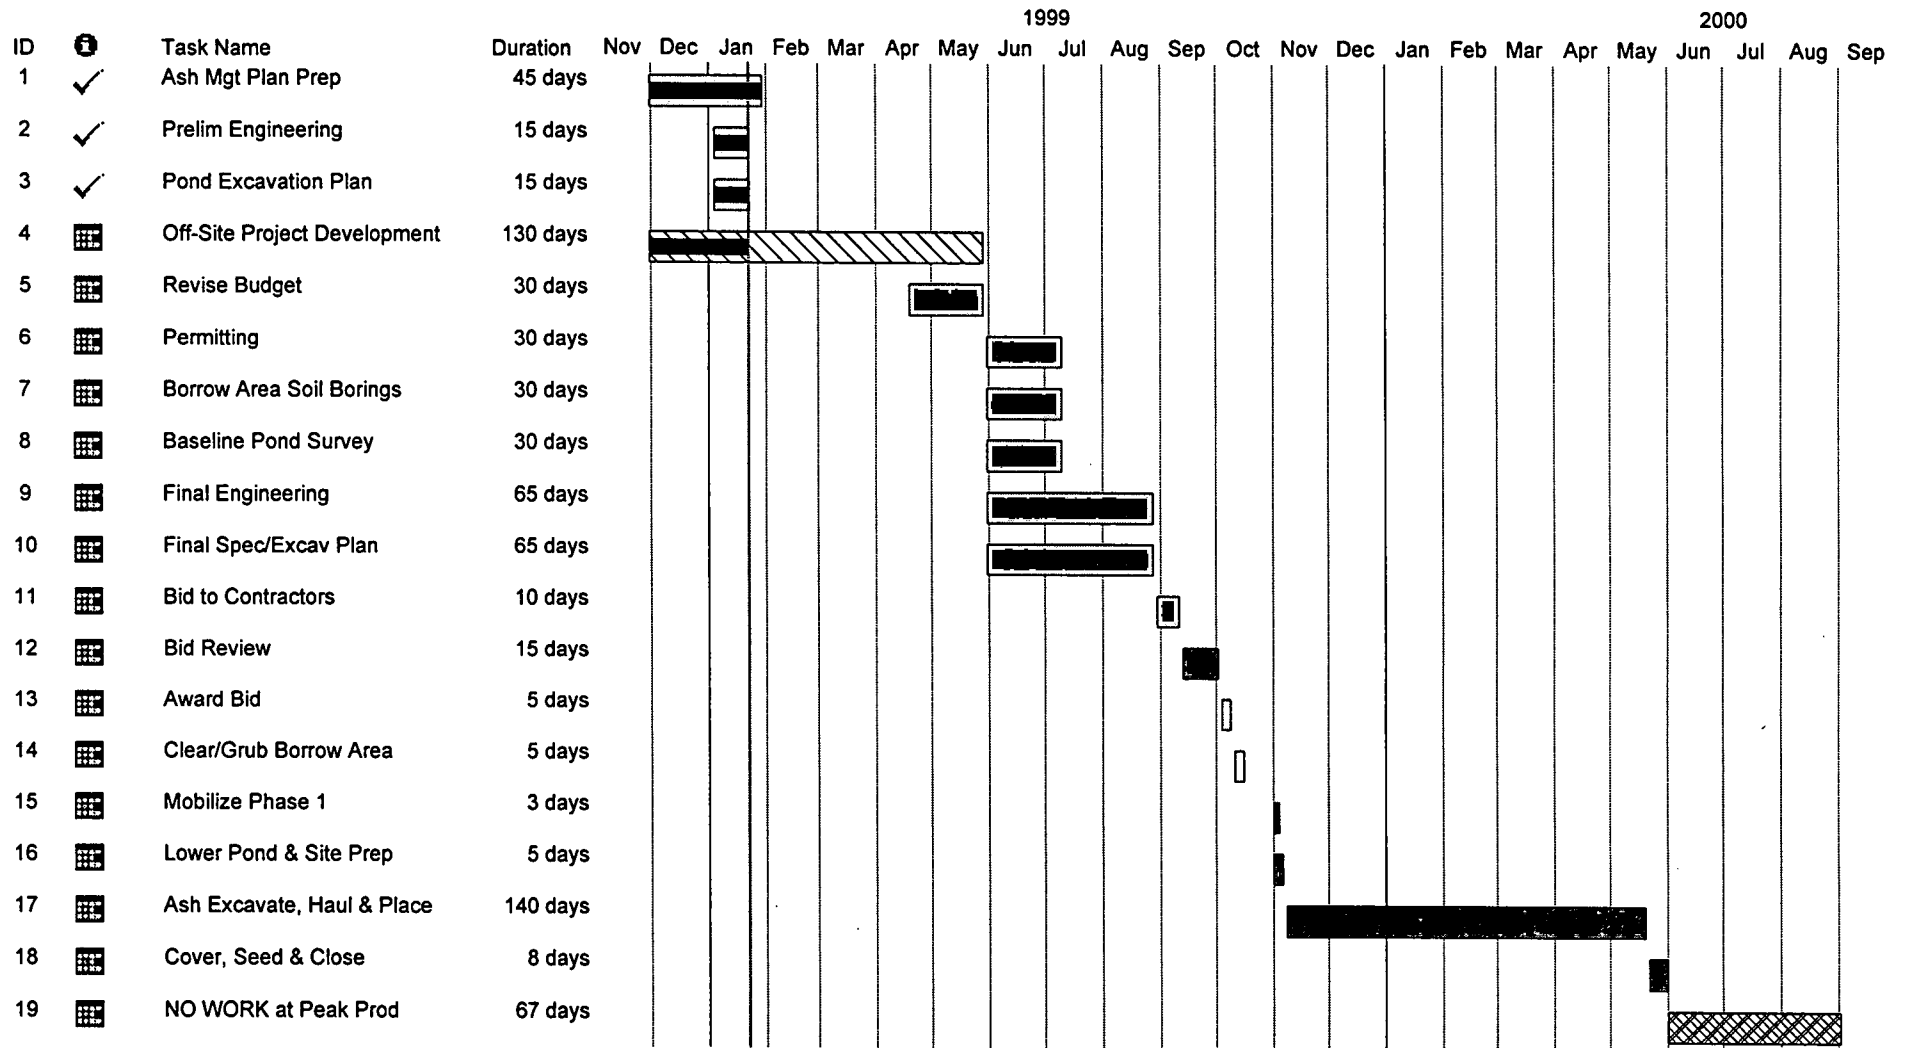 1999 2000
ID Task Name Duration Nov Dec Jan Feb Mar Apr May Jun Jul Aug Sep Oct Nov Dec Jan Feb Mar Apr May Jun Jul Aug Sep
1 Ash Mgt Plan Prep 45 days
2 Prelim Engineering 15 days
3 Pond Excavation Plan 15 days
4 Off-Site Project Development 130 days
5 Revise Budget 30 days
6 Permitting 30 days
7 Borrow Area Soil Borings 30 days
8 Baseline Pond Survey 30 days
9 Final Engineering 65 days
10 Final Spec/Excav Plan 65 days
11 Bid to Contractors 10 days
12 Bid Review 15 days
13 Award Bid 5 days
14 Clear/Grub Borrow Area 5 days
15 Mobilize Phase 1 3 days
16 Lower Pond & Site Prep 5 days
17 Ash Excavate, Haul & Place 140 days
18 Cover, Seed & Close 8 days
19 NO WORK at Peak Prod 67 days